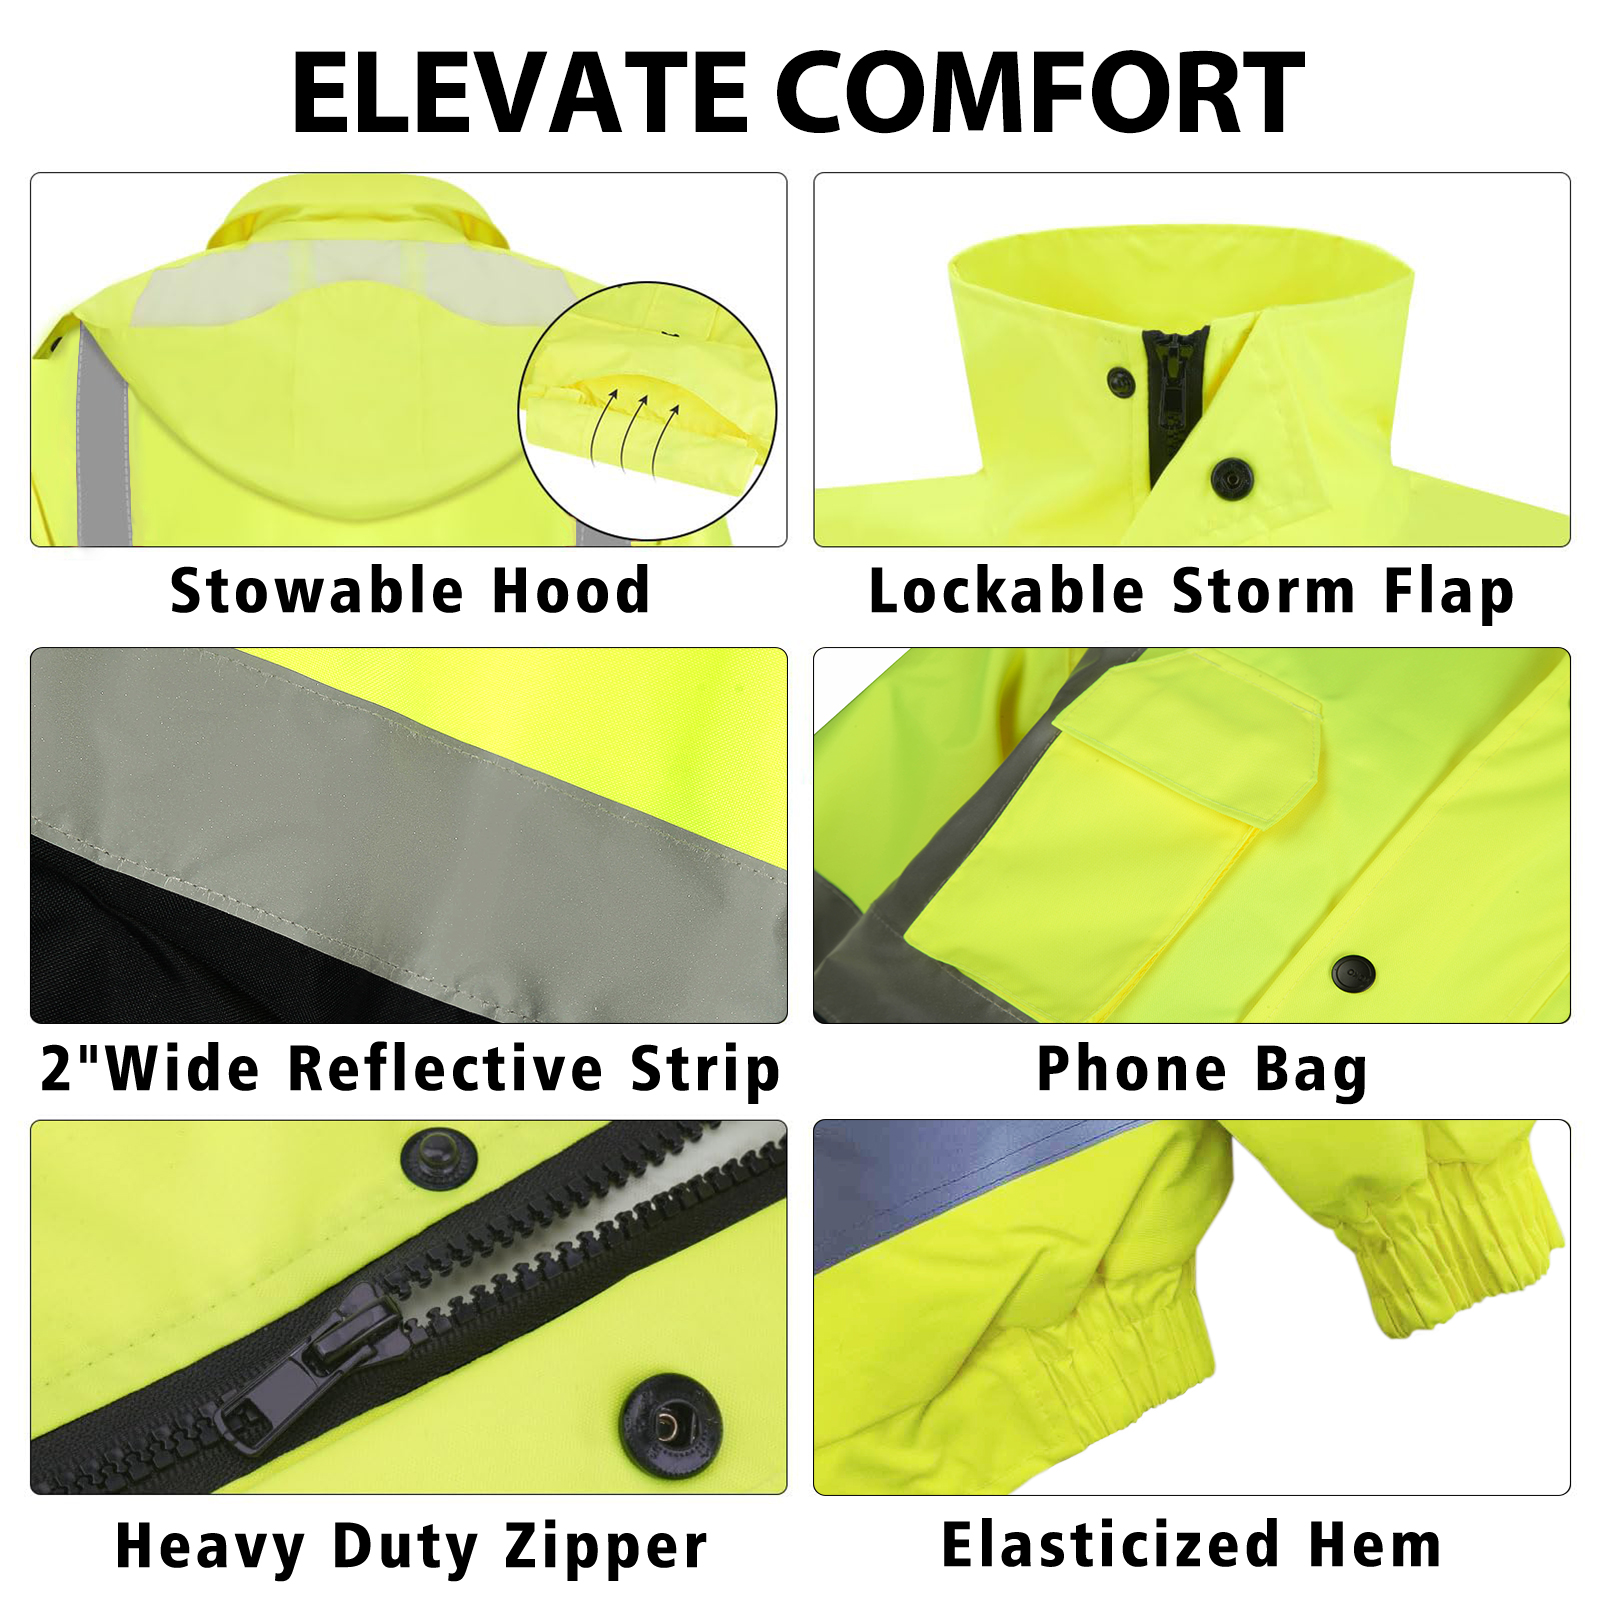 ELEVATE COMFORT
Stowable Hood
Lockable Storm Flap
2"Wide Reflective Strip
Phone Bag
Heavy Duty Zipper
Elasticized Hem